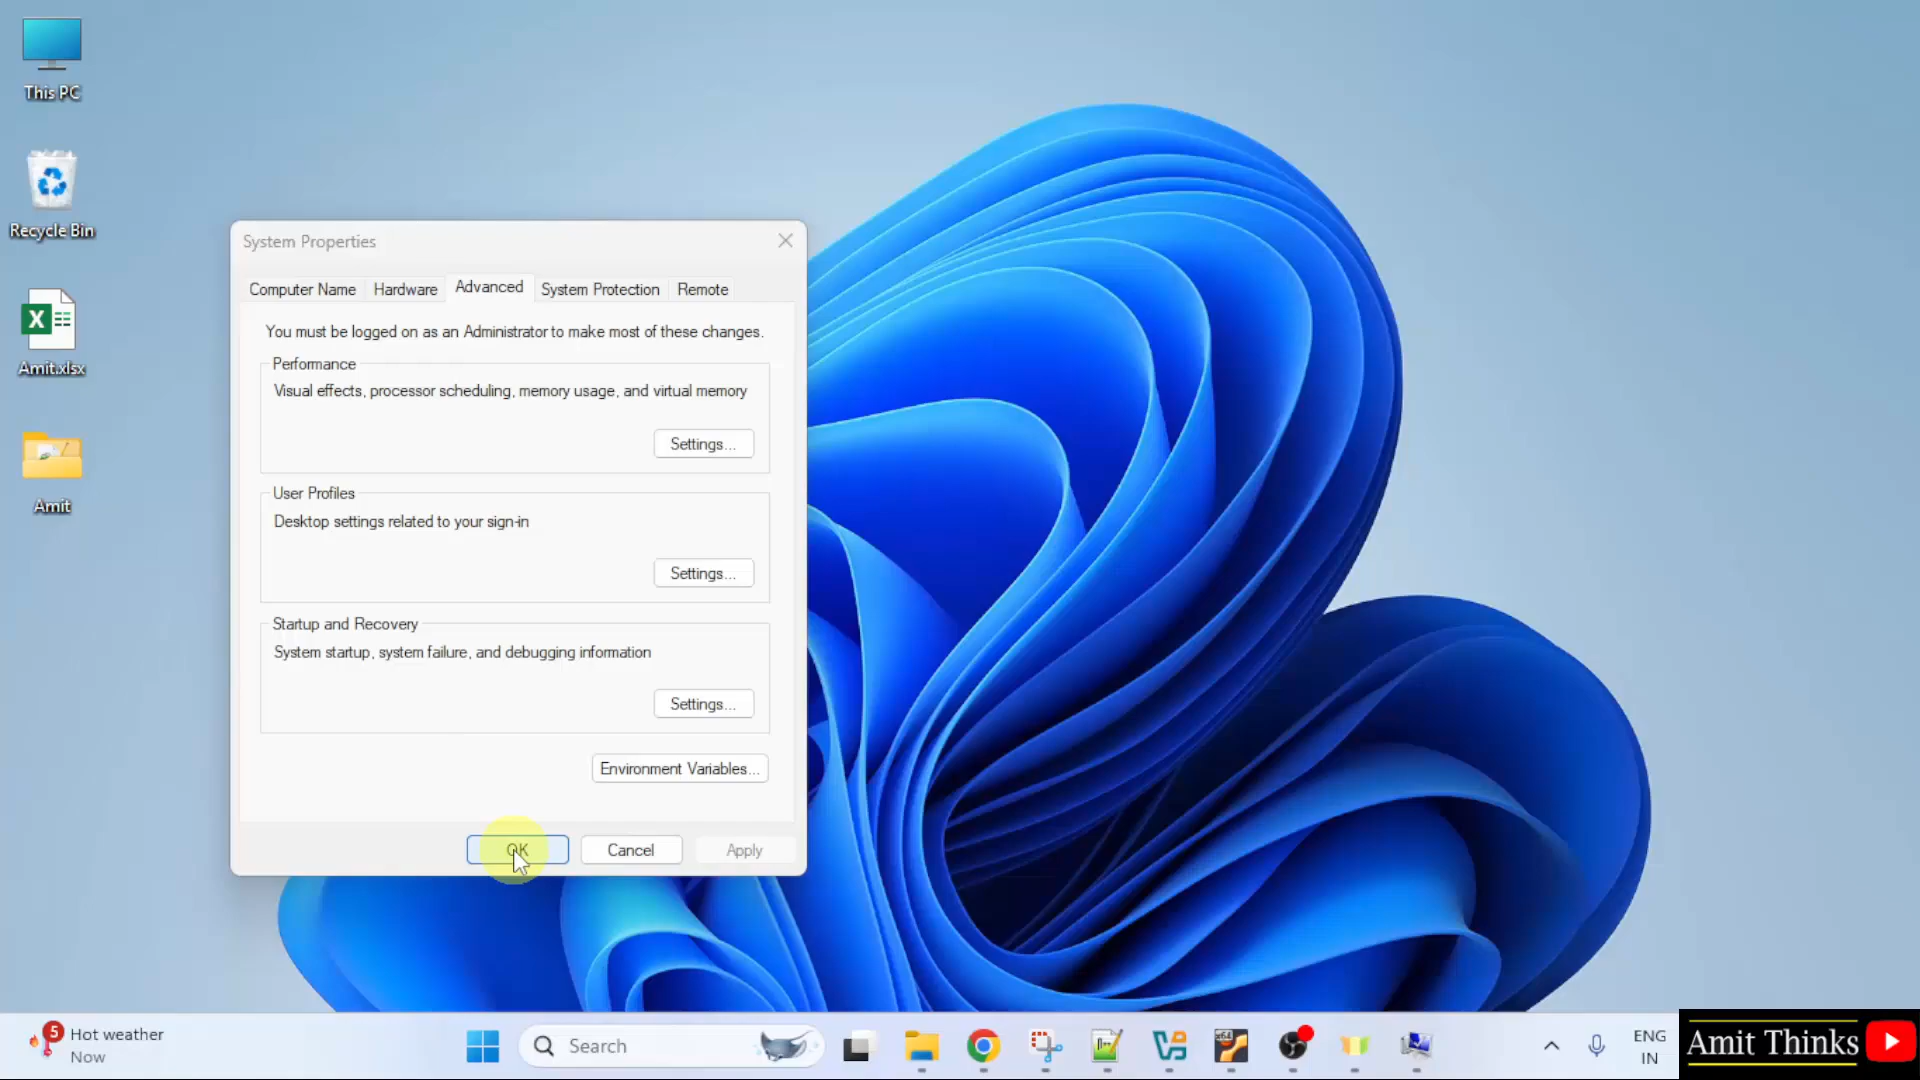 This PC
Recycle Bin
Amit.xlsx
Amit
System Properties
Computer Name
Hardware
Advanced
System Protection
Remote
You must be logged on as an Administrator to make most of these changes.
Performance
Visual effects, processor scheduling, memory usage, and virtual memory
Settings...
User Profiles
Desktop settings related to your sign-in
Settings...
Startup and Recovery
System startup, system failure, and debugging information
Settings...
Environment Variables...
OK
Cancel
Apply
5
Hot weather
Now
Search
x64
ENG
IN
Amit Thinks